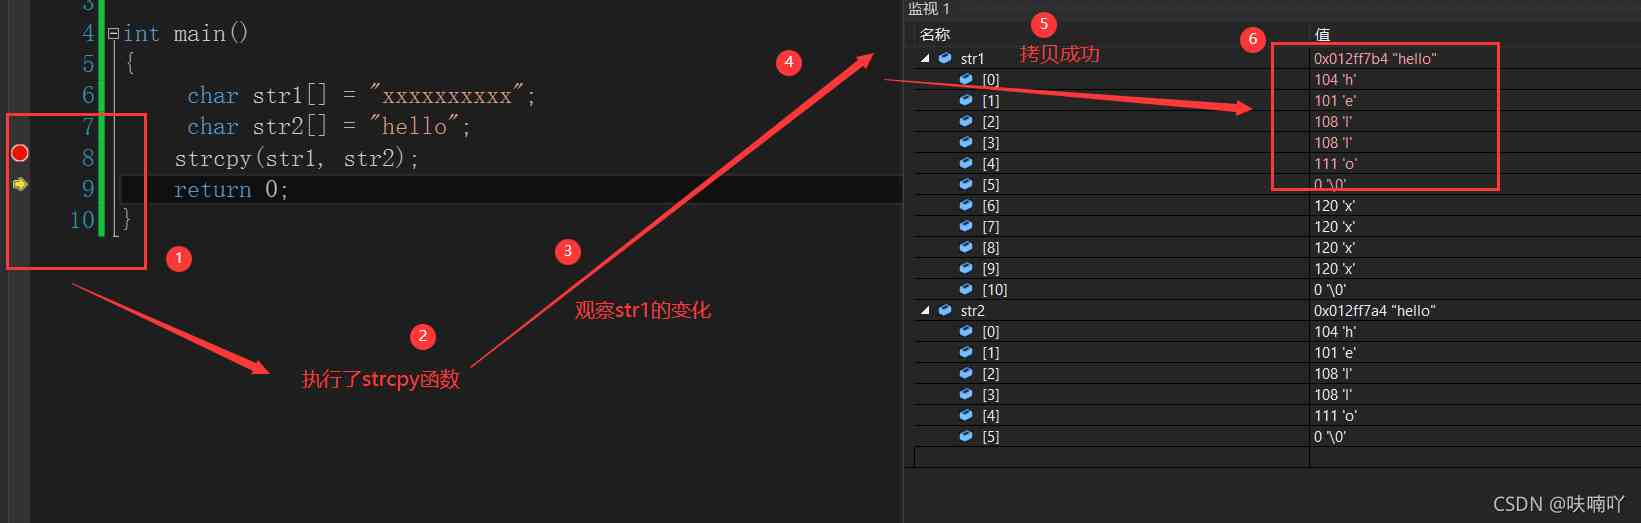 3
4 int main()
5 {
6 char str1[] = "xxxxxxxxxx";
7 char str2[] = "hello";
8 strcpy(str1, str2);
9 return 0;
10 }
1
2
执行了strcpy函数
3
观察str1的变化
4
5
拷贝成功
6
监视 1
名称 值
str1 0x012ff7b4 "hello"
[0] 104 'h'
[1] 101 'e'
[2] 108 'l'
[3] 108 'l'
[4] 111 'o'
[5] 0 '\0'
[6] 120 'x'
[7] 120 'x'
[8] 120 'x'
[9] 120 'x'
[10] 0 '\0'
str2 0x012ff7a4 "hello"
[0] 104 'h'
[1] 101 'e'
[2] 108 'l'
[3] 108 'l'
[4] 111 'o'
[5] 0 '\0'
CSDN @呋喃吖